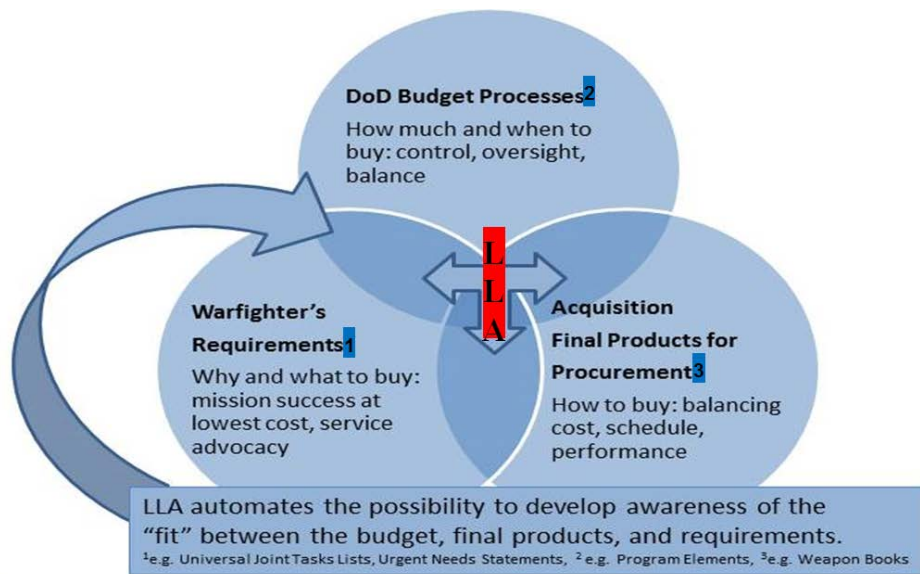 DoD Budget Processes2
How much and when to
buy: control, oversight,
balance
L
L
A
Warfighter’s
Requirements1
Why and what to buy:
mission success at
lowest cost, service
advocacy
Acquisition
Final Products for
Procurement3
How to buy: balancing
cost, schedule,
performance
LLA automates the possibility to develop awareness of the
“fit” between the budget, final products, and requirements.
¹e.g. Universal Joint Tasks Lists, Urgent Needs Statements, ² e.g. Program Elements, ³e.g. Weapon Books